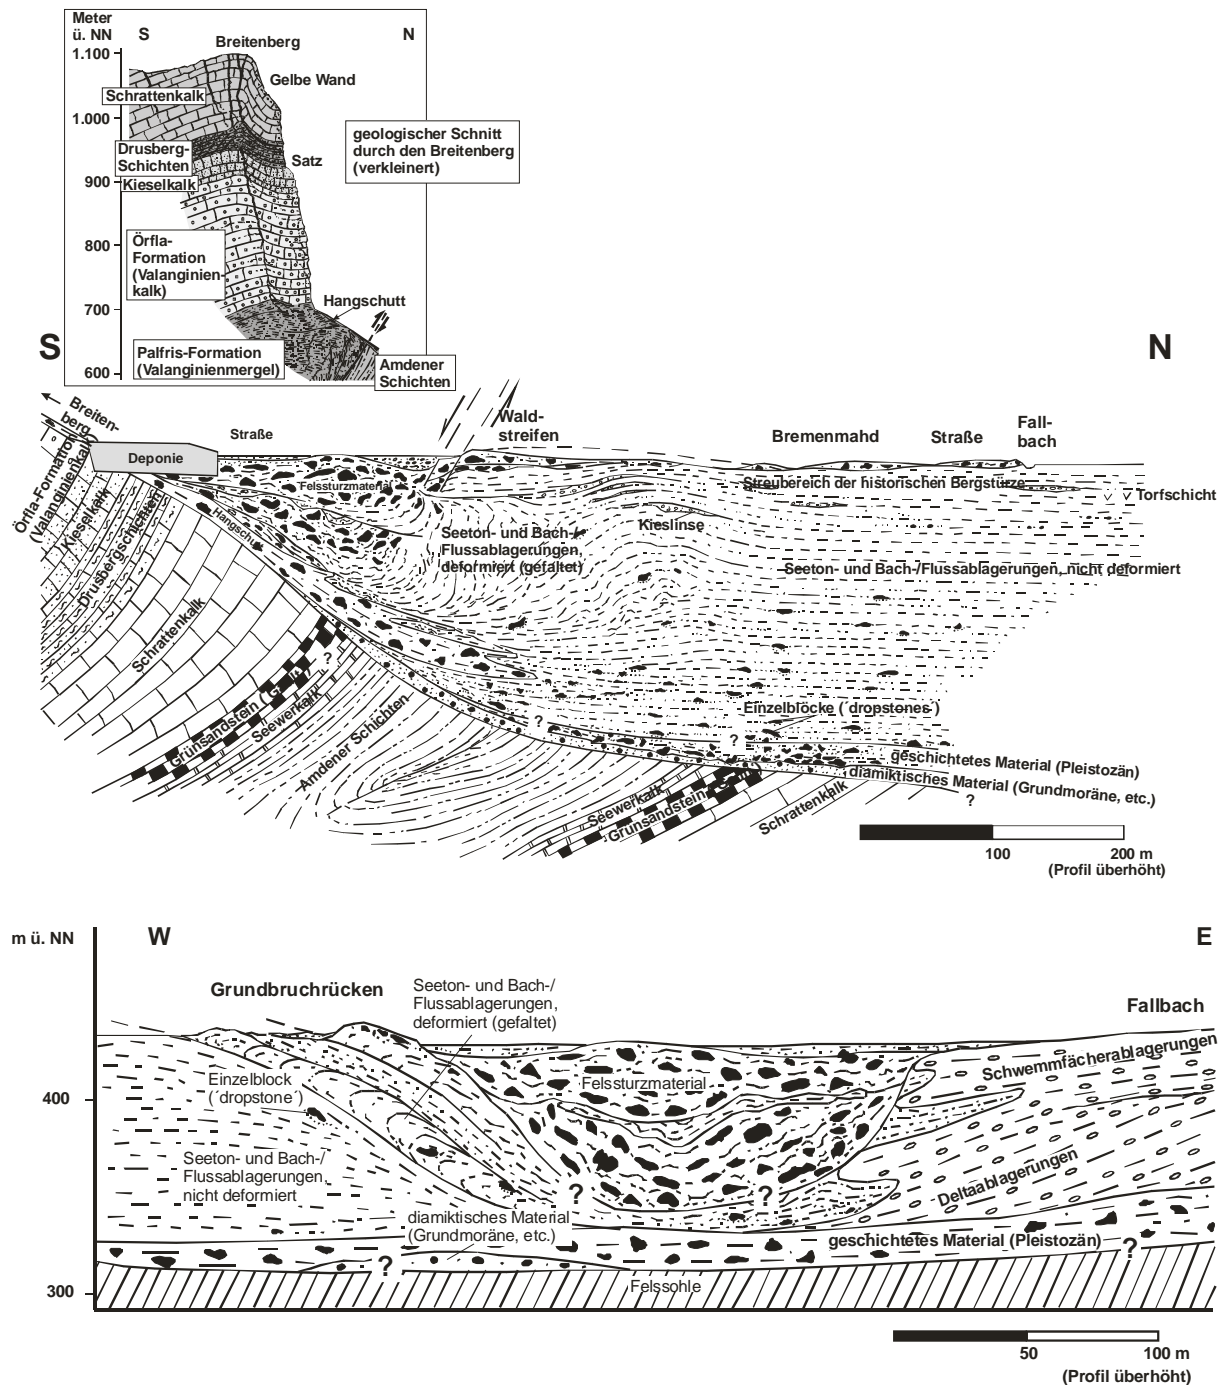 Meter
ü. NN
S
N
Breitenberg
1.100
Gelbe Wand
Schrattenkalk
1.000
geologischer Schnitt
durch den Breitenberg
(verkleinert)
Drusberg-
Schichten
Satz
900
Kieselkalk
Örfla-
Formation
(Valanginien-
kalk)
800
700
Hangschutt
Palfris-Formation
(Valanginienmergel)
600
Amdener
Schichten
S
N
Breiten-
berg
Wald-
streifen
Fall-
bach
Straße
Bremenmahd
Straße
Deponie
Örfla-Formation
(Valanginienkalk)
Kieselkalk
Drusbergschichten
Schrattenkalk
Hangschutt
Felssturzmaterial
Streubereich der historischen Bergstürze
Torfschicht
Kieslinse
Seeton- und Bach-/
Flussablagerungen,
deformiert (gefaltet)
Seeton- und Bach-/Flussablagerungen, nicht deformiert
?
Grünsandstein
Seewerkalk
Amdener Schichten
Einzelblöcke (´dropstones´)
?
?
geschichtetes Material (Pleistozän)
diamiktisches Material (Grundmoräne, etc.)
?
Seewerkalk
Grünsandstein
Schrattenkalk
100
200 m
(Profil überhöht)
m ü. NN
W
E
Grundbruchrücken
Seeton- und Bach-/
Flussablagerungen,
deformiert (gefaltet)
Fallbach
Schwemmfächerablagerungen
Einzelblock
(´dropstone´)
Felssturzmaterial
400
Seeton- und Bach-/
Flussablagerungen,
nicht deformiert
?
?
Deltaablagerungen
diamiktisches Material
(Grundmoräne, etc.)
geschichtetes Material (Pleistozän)
?
?
300
Felssohle
50
100 m
(Profil überhöht)